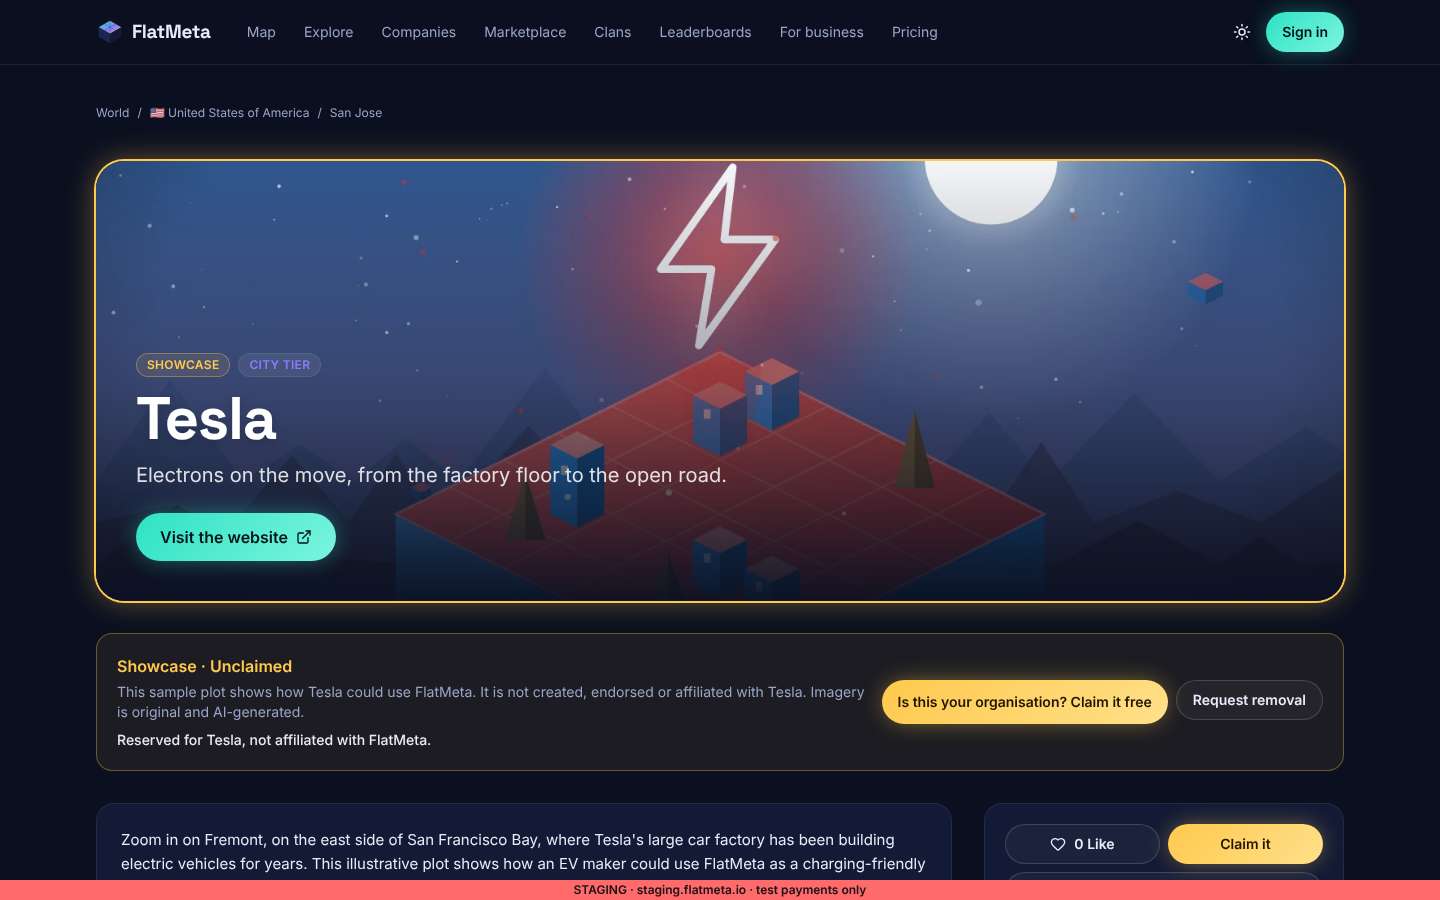 FlatMeta
Map
Explore
Companies
Marketplace
Clans
Leaderboards
For business
Pricing
Sign in
World / United States of America / San Jose
SHOWCASE
CITY TIER
Tesla
Electrons on the move, from the factory floor to the open road.
Visit the website
Showcase · Unclaimed
This sample plot shows how Tesla could use FlatMeta. It is not created, endorsed or affiliated with Tesla. Imagery
is original and AI-generated.
Reserved for Tesla, not affiliated with FlatMeta.
Is this your organisation? Claim it free
Request removal
Zoom in on Fremont, on the east side of San Francisco Bay, where Tesla's large car factory has been building
electric vehicles for years. This illustrative plot shows how an EV maker could use FlatMeta as a charging-friendly
0 Like
Claim it
STAGING · staging.flatmeta.io · test payments only